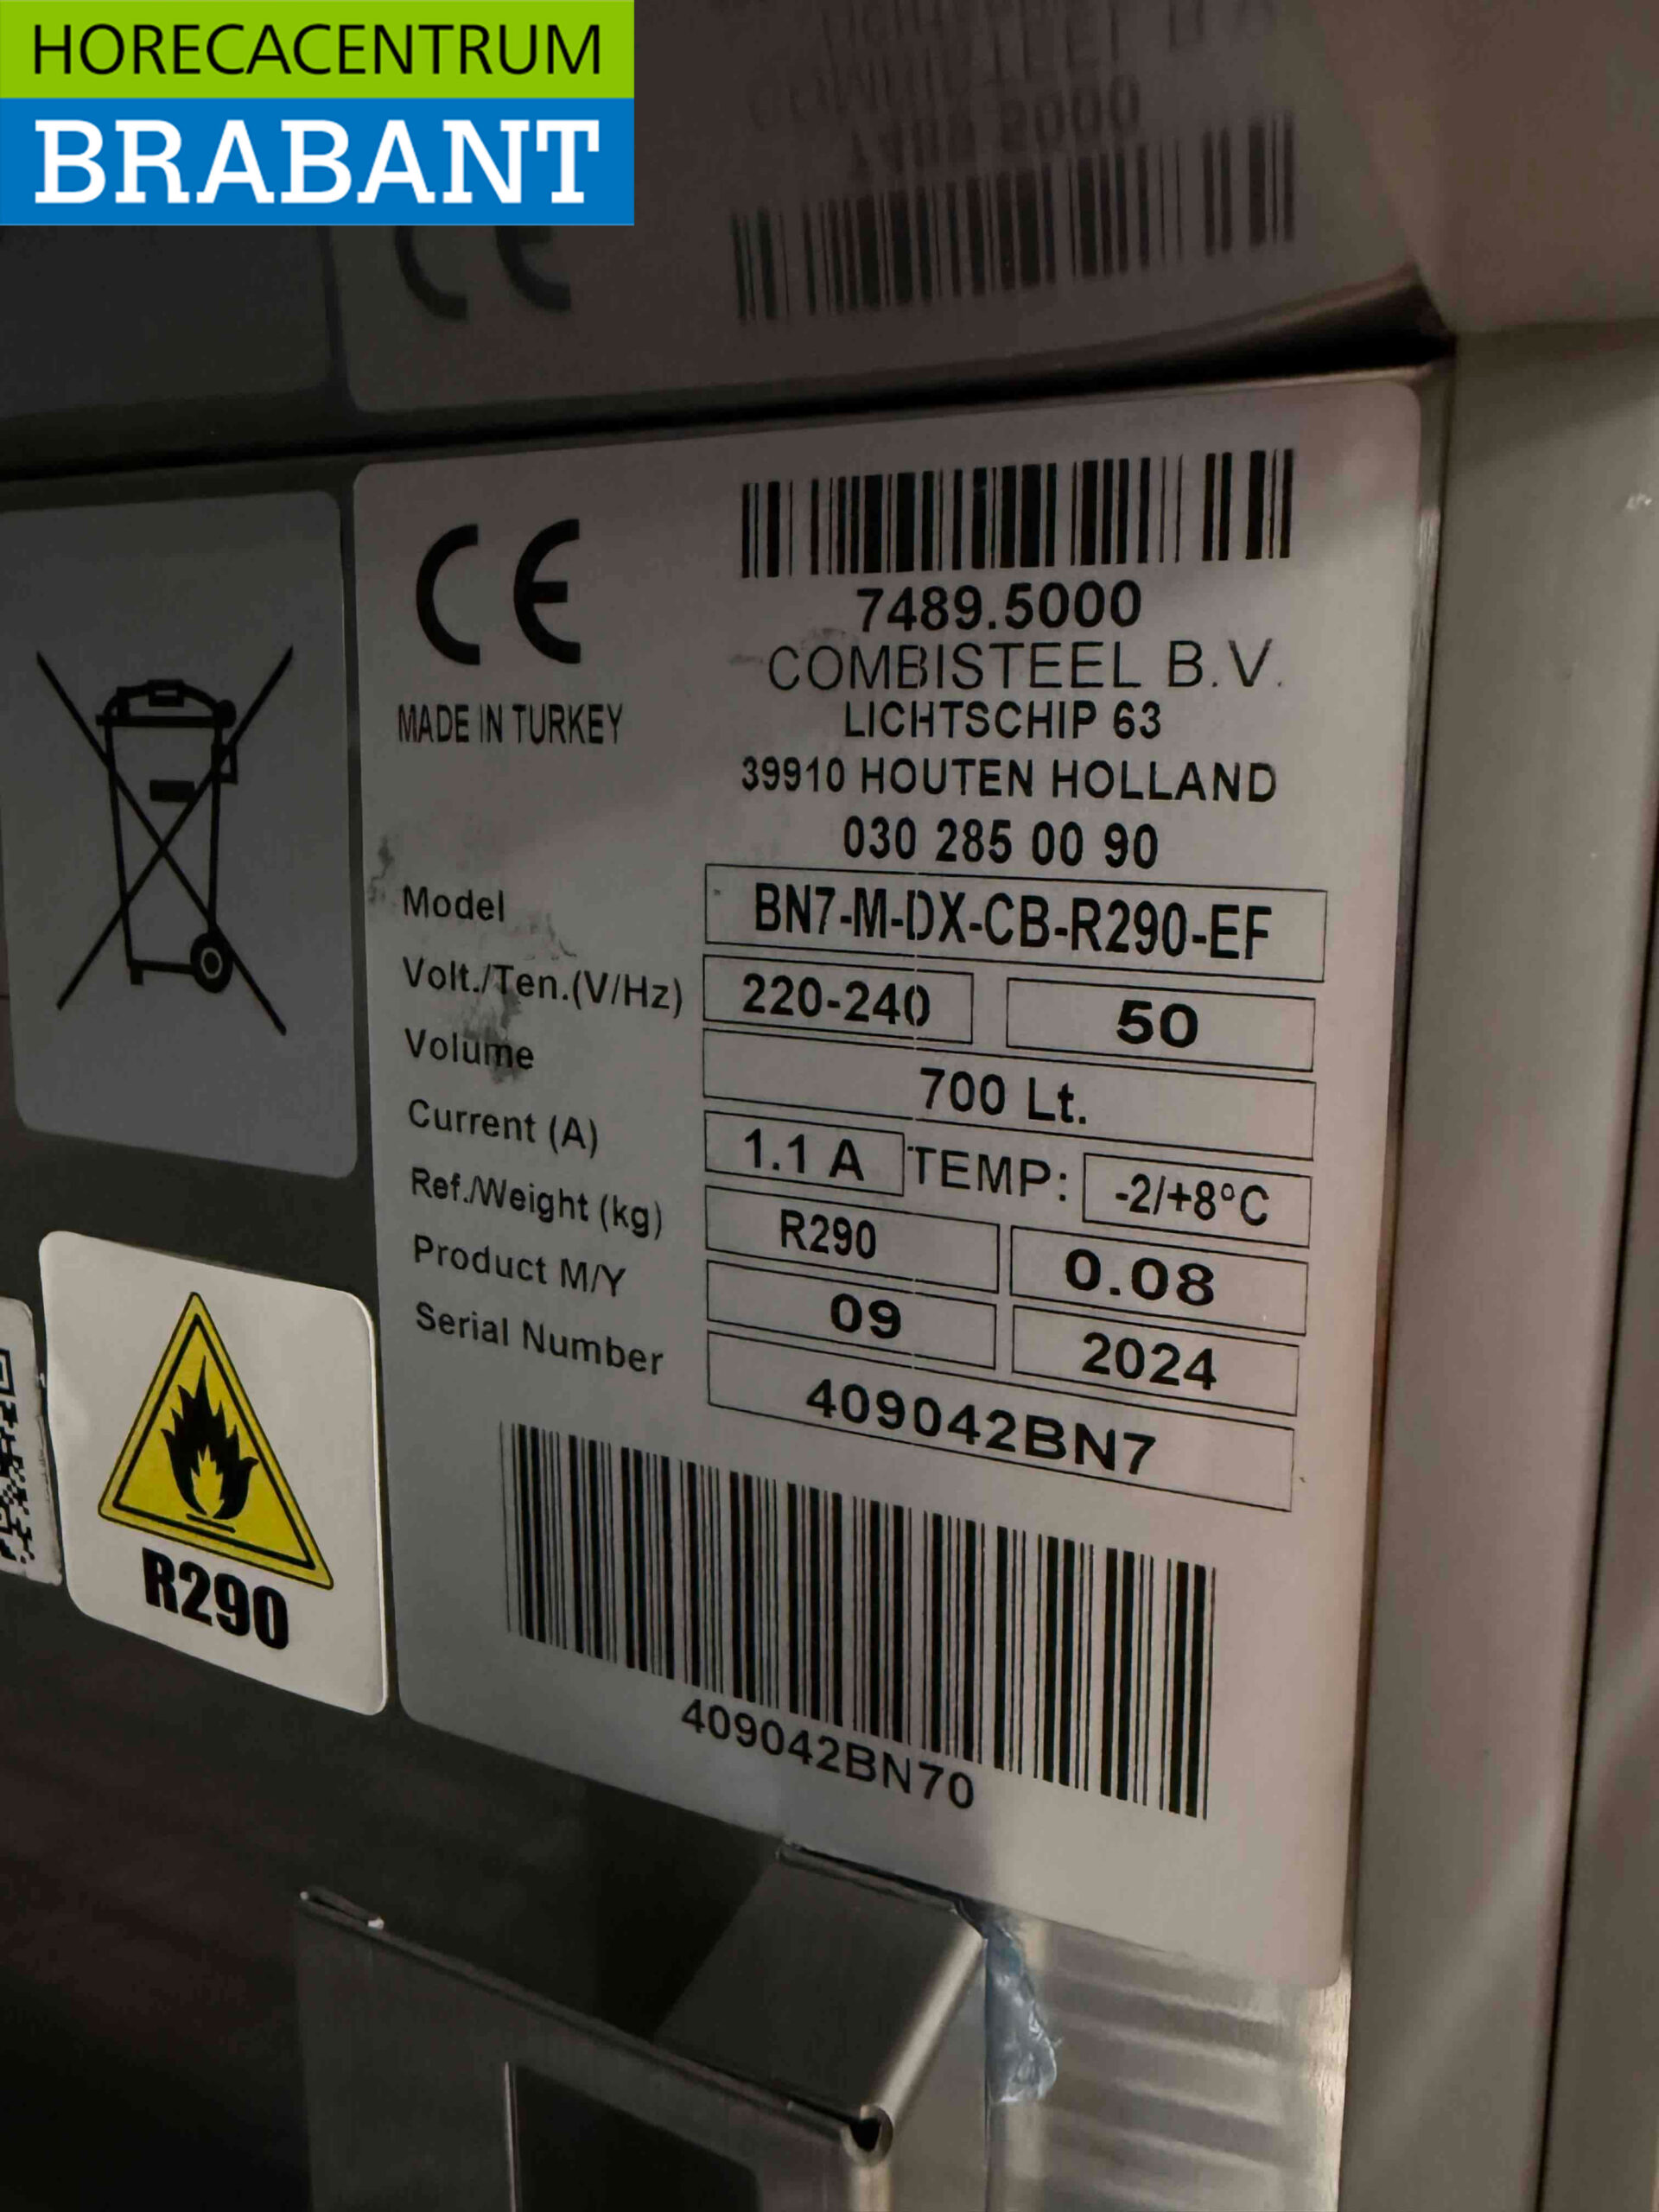 HORECACENTRUM
BRABANT
CE
7489.5000
COMBISTEEL B.V.
MADE IN TURKEY
LICHTSCHIP 63
39910 HOUTEN HOLLAND
030 285 00 90
Model BN7-M-DX-CB-R290-EF
Volt./Ten.(V/Hz) 220-240 50
Volume 700 Lt.
Current (A) 1.1 A TEMP: -2/+8°C
Ref./Weight (kg) R290 0.08
Product M/Y 09 2024
Serial Number 409042BN7
R290
409042BN70